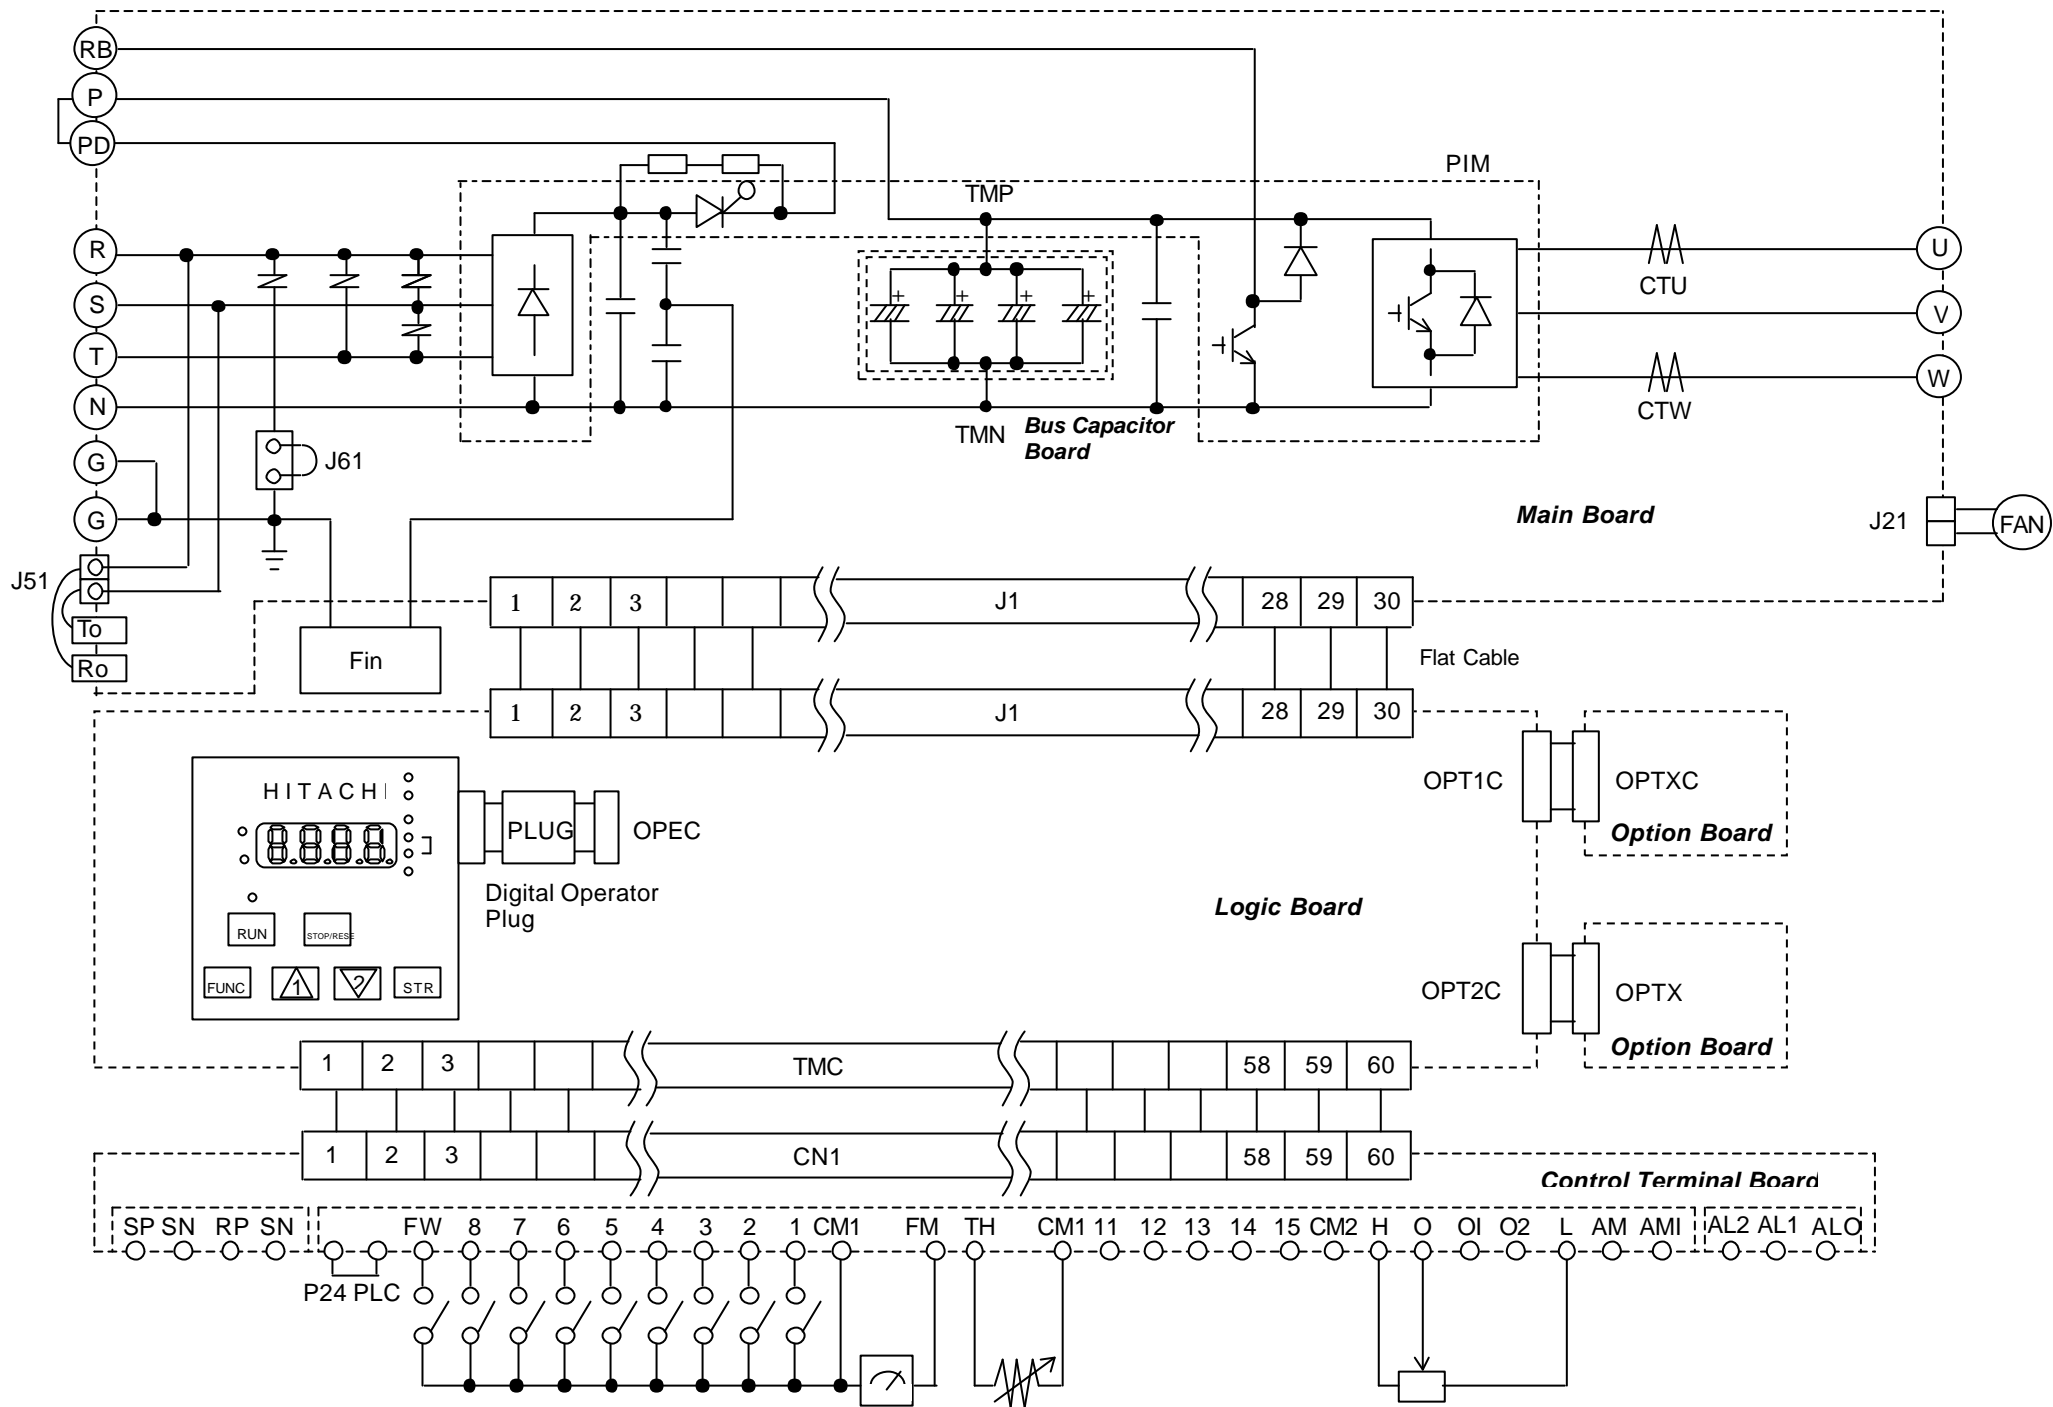 RB
P
PD
PIM
TMP
R
S
T
N
G
G
U
V
W
CTU
CTW
TMN
Bus Capacitor
Board
J61
Main Board
J21
FAN
J51
To
Ro
Fin
1 2 3 J1 28 29 30
Flat Cable
1 2 3 J1 28 29 30
HITACHI
PLUG
OPEC
Digital Operator
Plug
RUN
STOP/RESE
FUNC
1
2
STR
OPT1C
OPTXC
Option Board
Logic Board
OPT2C
OPTX
Option Board
1 2 3 TMC 58 59 60
1 2 3 CN1 58 59 60
Control Terminal Board
SP SN RP SN FW 8 7 6 5 4 3 2 1 CM1 FM TH CM1 11 12 13 14 15 CM2 H O OI O2 L AM AMI AL2 AL1 ALO
P24 PLC